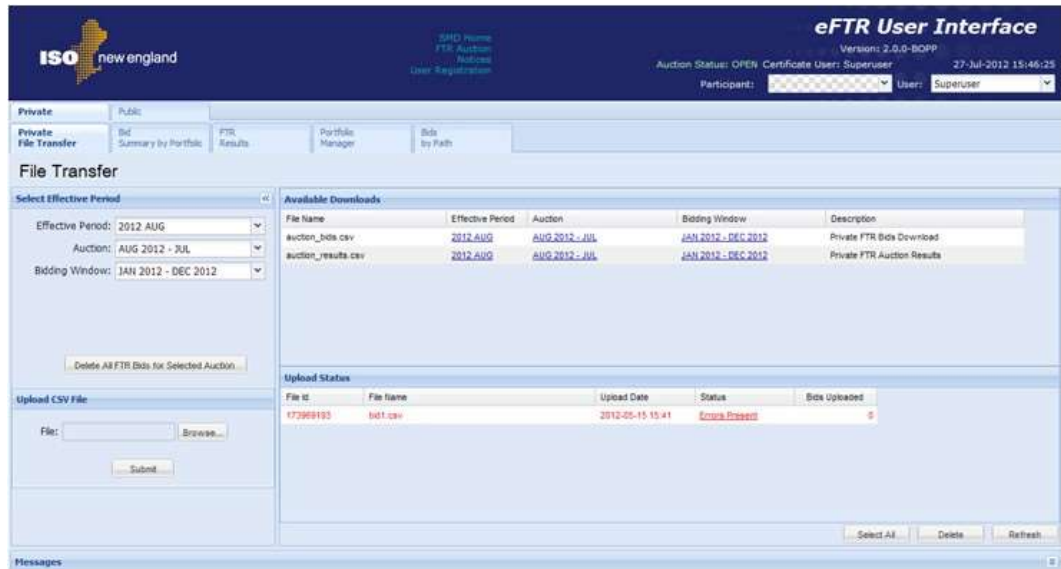 ISO new england
SMD Home
FTR Auction
Notices
User Registration
eFTR User Interface
Version: 2.0.0-BOPP
Auction Status: OPEN Certificate User: Superuser 27-Jul-2012 15:46:25
Participant: User: Superuser
Private Public
Private File Transfer
Bid Summary by Portfolio
FTR Results
Portfolio Manager
Bids by Path
File Transfer
Select Effective Period
Effective Period: 2012 AUG
Auction: AUG 2012 - JUL
Bidding Window: JAN 2012 - DEC 2012
Delete All FTR Bids for Selected Auction
Upload CSV File
File: Browse...
Submit
Available Downloads
File Name Effective Period Auction Bidding Window Description
auction_bids.csv 2012 AUG AUG 2012 - JUL JAN 2012 - DEC 2012 Private FTR Bids Download
auction_results.csv 2012 AUG AUG 2012 - JUL JAN 2012 - DEC 2012 Private FTR Auction Results
Upload Status
File Id File Name Upload Date Status Bids Uploaded
173969193 bid1.csv 2012-05-15 15:41 Errors Present 0
Select All Delete Refresh
Messages